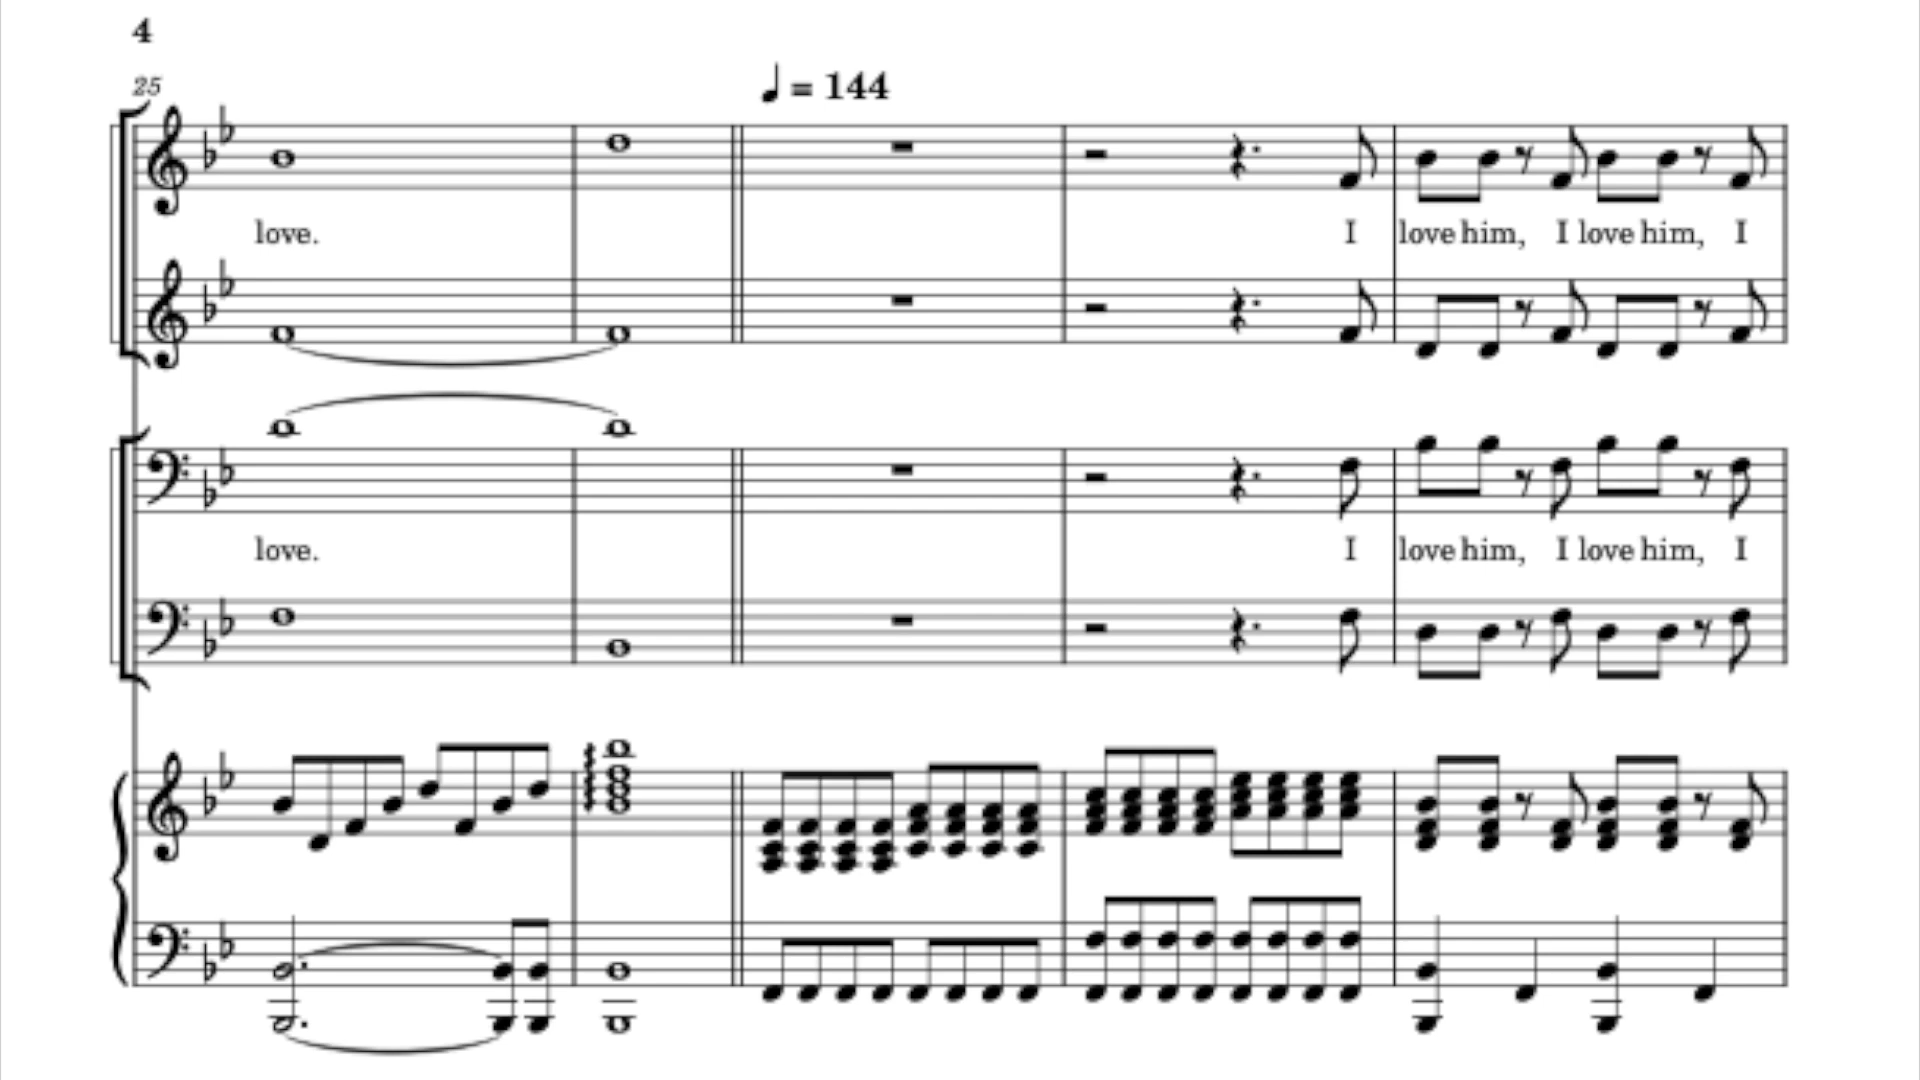 4
25
♩ = 144
love. I love him, I love him, I
love. I love him, I love him, I